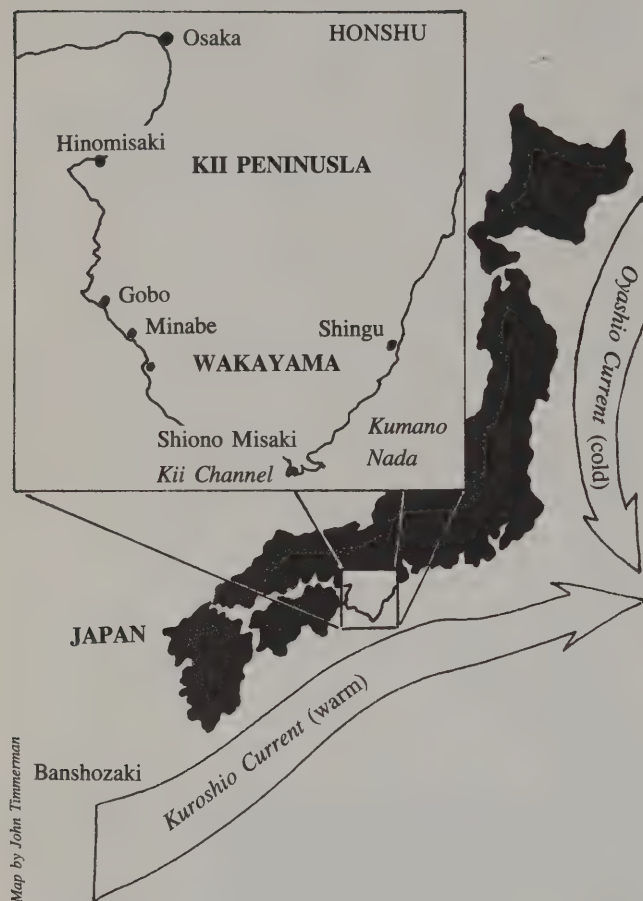 Osaka
HONSHU
Hinomisaki
KII PENINUSLA
Gobo
Minabe
Shingu
WAKAYAMA
Shiono Misaki
Kii Channel
Kumano
Nada
Oyashio Current (cold)
JAPAN
Kuroshio Current (warm)
Banshozaki
Map by John Timmerman